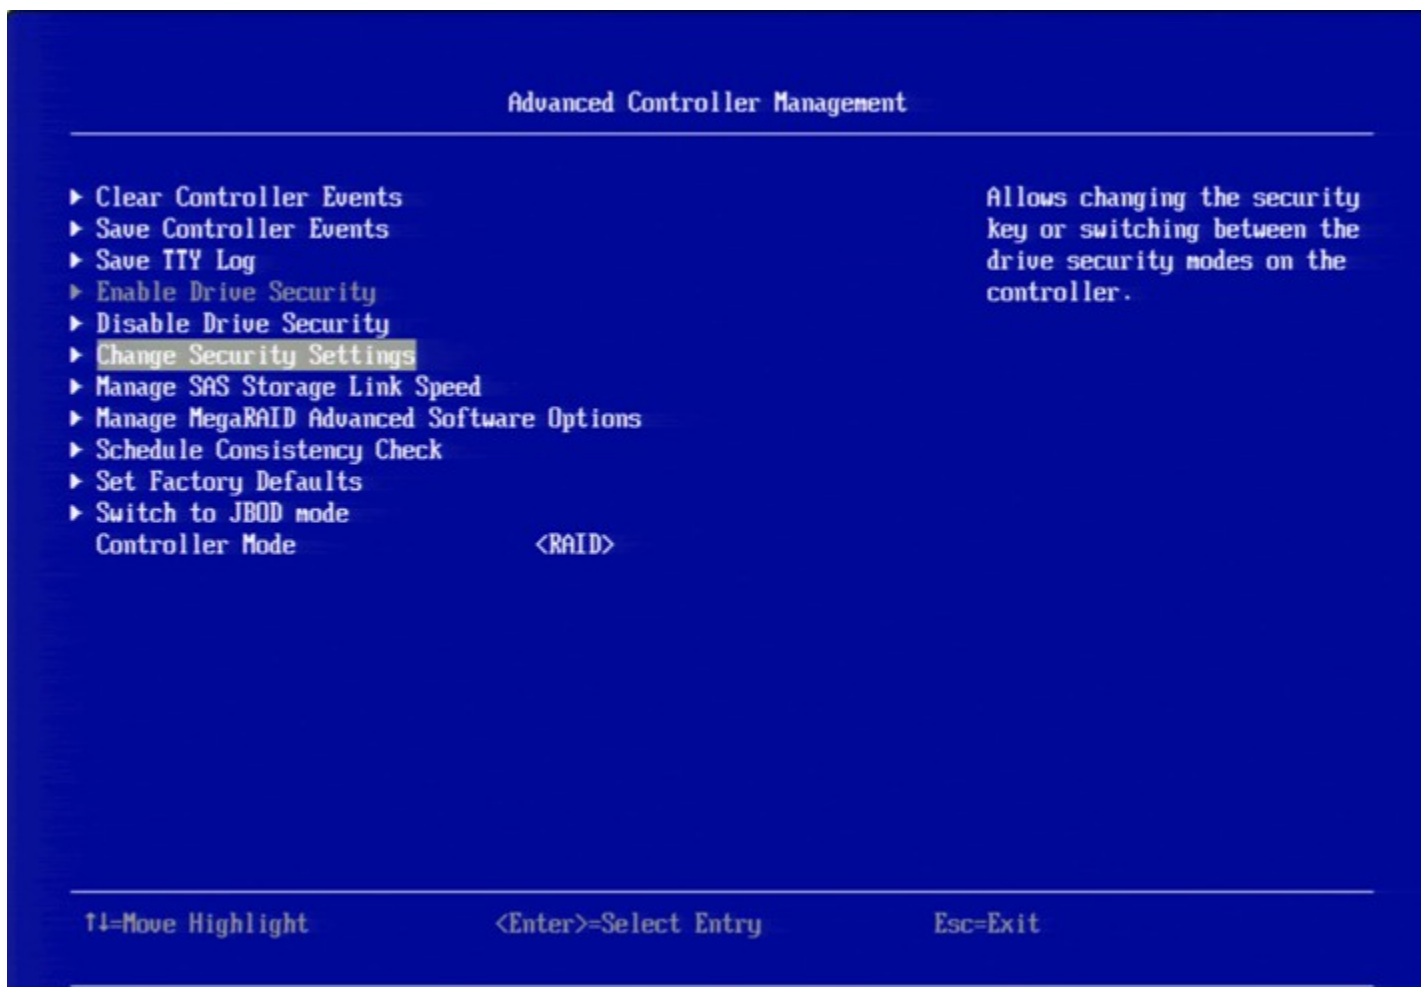 Advanced Controller Management
▶ Clear Controller Events
▶ Save Controller Events
▶ Save TTY Log
▶ Enable Drive Security
▶ Disable Drive Security
▶ Change Security Settings
▶ Manage SAS Storage Link Speed
▶ Manage MegaRAID Advanced Software Options
▶ Schedule Consistency Check
▶ Set Factory Defaults
▶ Switch to JBOD mode
Controller Mode <RAID>
Allows changing the security
key or switching between the
drive security modes on the
controller.
↑↓=Move Highlight <Enter>=Select Entry Esc=Exit